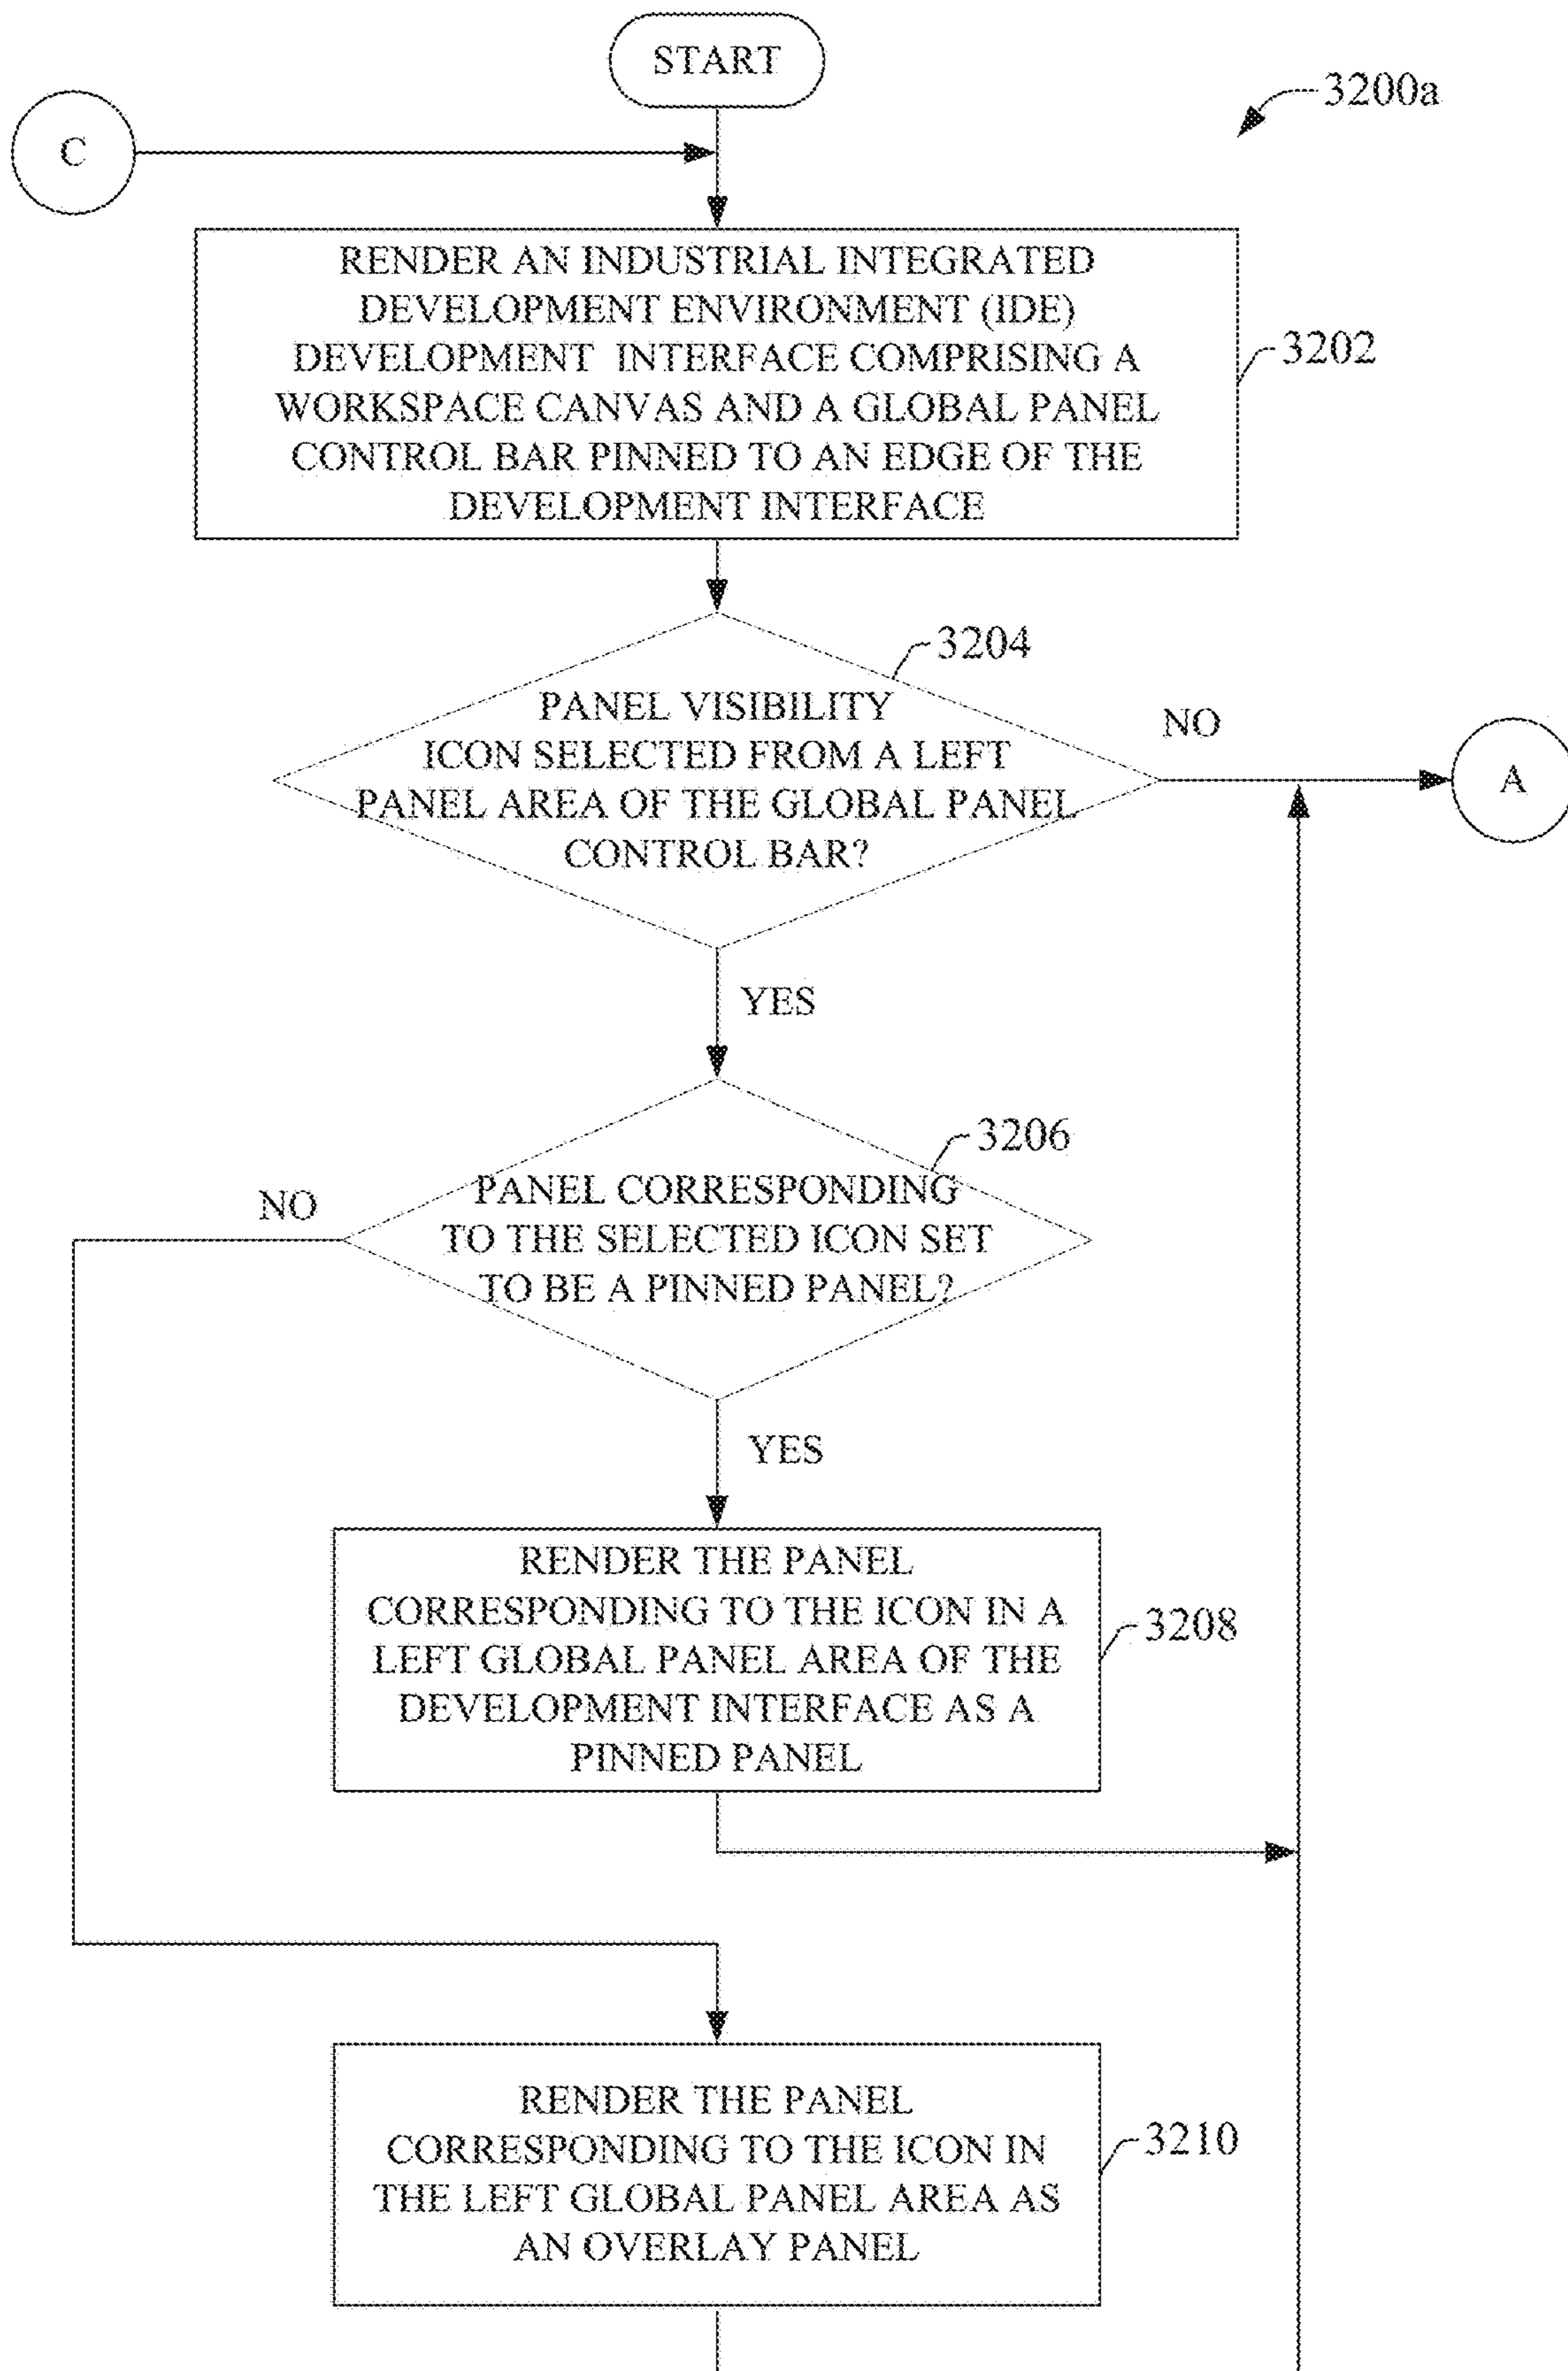 START
3200a
C
RENDER AN INDUSTRIAL INTEGRATED
DEVELOPMENT ENVIRONMENT (IDE)
DEVELOPMENT INTERFACE COMPRISING A
WORKSPACE CANVAS AND A GLOBAL PANEL
CONTROL BAR PINNED TO AN EDGE OF THE
DEVELOPMENT INTERFACE
3202
3204
PANEL VISIBILITY
ICON SELECTED FROM A LEFT
PANEL AREA OF THE GLOBAL PANEL
CONTROL BAR?
NO
A
YES
3206
PANEL CORRESPONDING
TO THE SELECTED ICON SET
TO BE A PINNED PANEL?
NO
YES
RENDER THE PANEL
CORRESPONDING TO THE ICON IN A
LEFT GLOBAL PANEL AREA OF THE
DEVELOPMENT INTERFACE AS A
PINNED PANEL
3208
RENDER THE PANEL
CORRESPONDING TO THE ICON IN
THE LEFT GLOBAL PANEL AREA AS
AN OVERLAY PANEL
3210